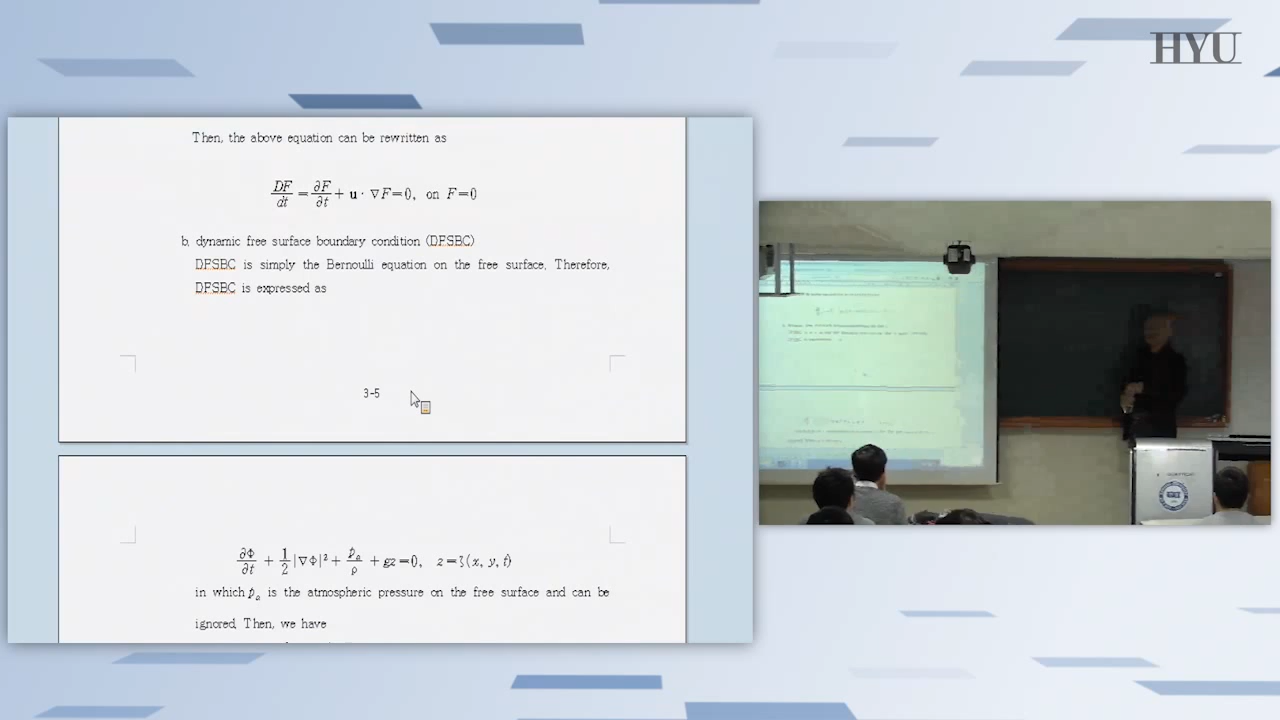 HYU
Then, the above equation can be rewritten as
DF/dt = ∂F/∂t + u · ∇F=0, on F=0
b. dynamic free surface boundary condition (DFSBC)
DFSBC is simply the Bernoulli equation on the free surface. Therefore,
DFSBC is expressed as
3-5
∂Φ/∂t + 1/2 |∇Φ|² + pₐ/ρ + gz=0, z=ζ(x, y, t)
in which pₐ is the atmospheric pressure on the free surface and can be
ignored. Then, we have